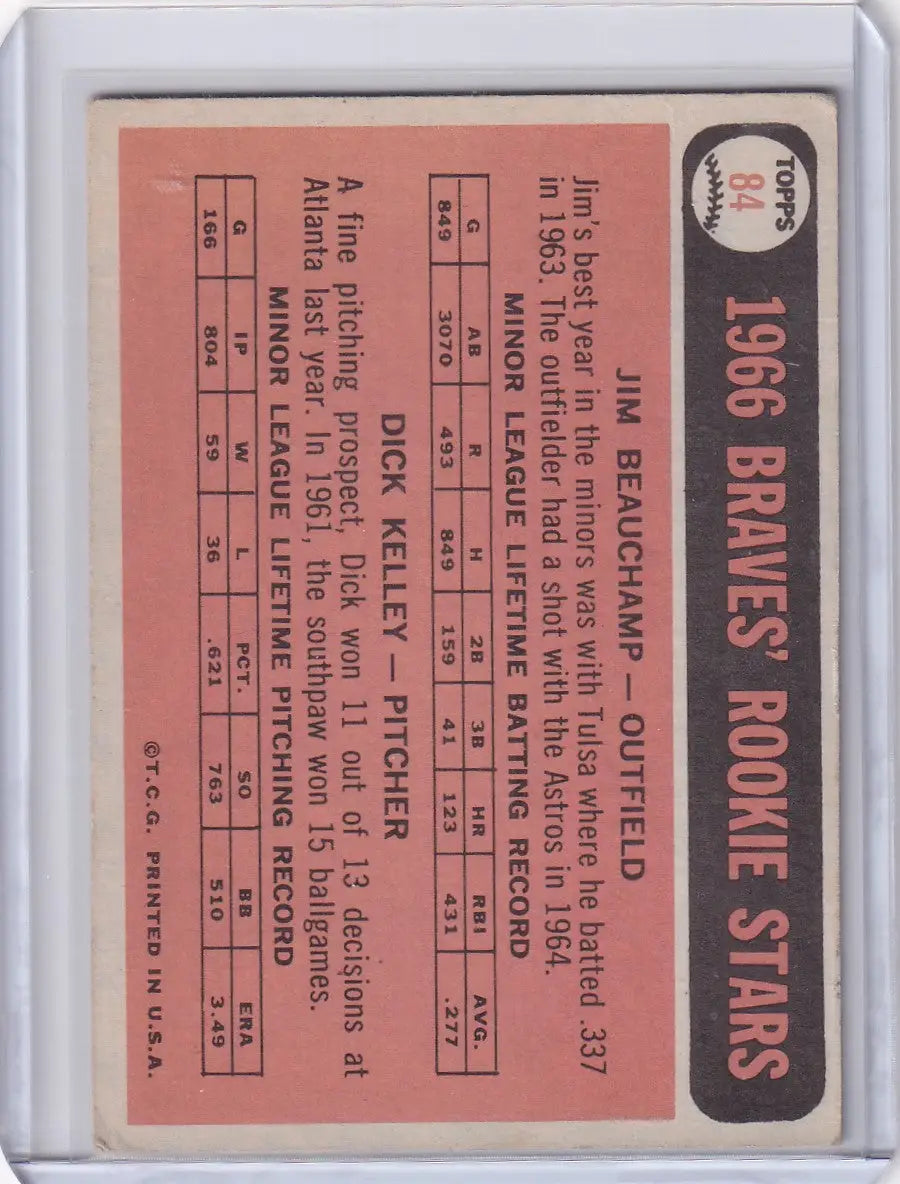 TOPPS
84
1966 BRAVES' ROOKIE STARS
JIM BEAUCHAMP — OUTFIELD
Jim's best year in the minors was with Tulsa where he batted .337
in 1963. The outfielder had a shot with the Astros in 1964.
MINOR LEAGUE LIFETIME BATTING RECORD
G AB R H 2B 3B HR RBI AVG.
849 3070 493 849 159 41 123 431 .277
DICK KELLEY — PITCHER
A fine pitching prospect, Dick won 11 out of 13 decisions at
Atlanta last year. In 1961, the southpaw won 15 ballgames.
MINOR LEAGUE LIFETIME PITCHING RECORD
G IP W L PCT. SO BB ERA
166 804 59 36 .621 763 510 3.49
©T.C.G. PRINTED IN U.S.A.